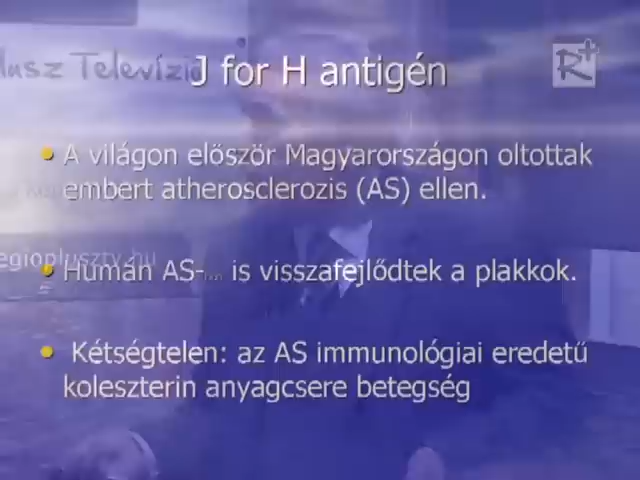 Televízió
J for H antigén
R+
• A világon először Magyarországon oltottak
embert atherosclerozis (AS) ellen.
egioplusztv.hu
• Humán AS-... is visszafejlődtek a plakkok.
• Kétségtelen: az AS immunológiai eredetű
koleszterin anyagcsere betegség